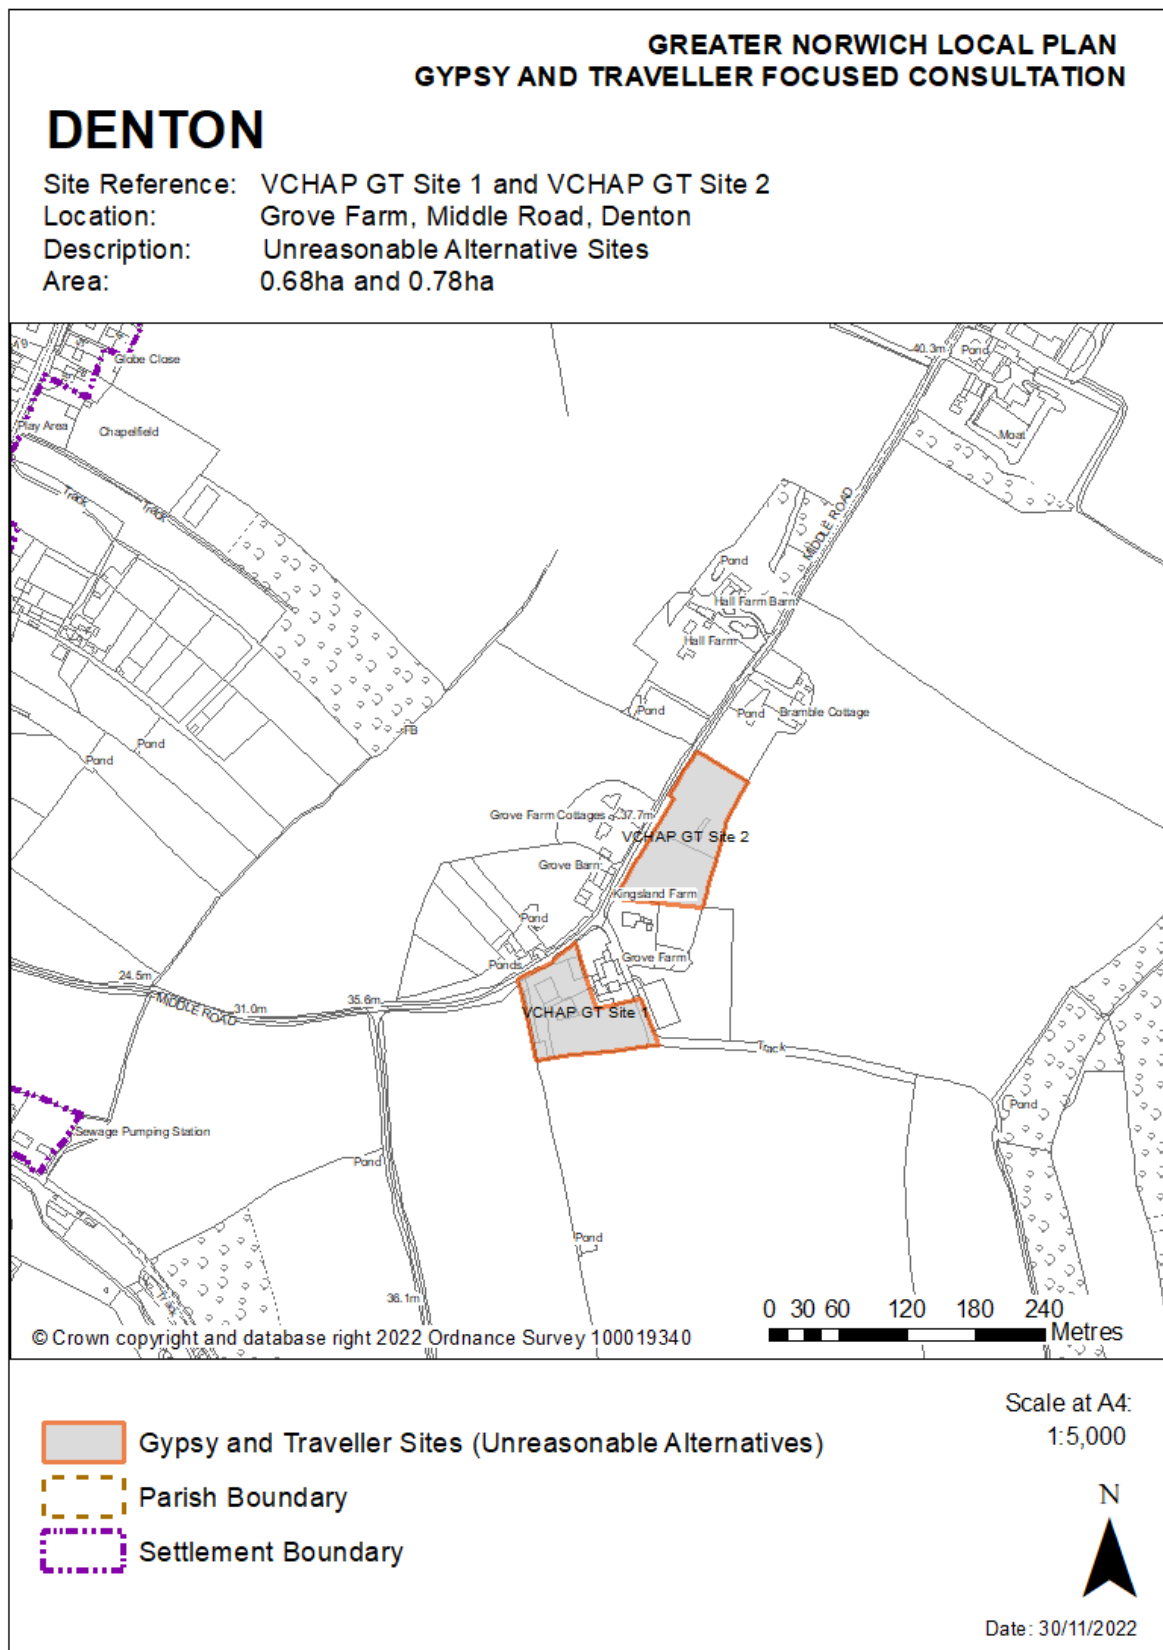 GREATER NORWICH LOCAL PLAN
GYPSY AND TRAVELLER FOCUSED CONSULTATION
DENTON
Site Reference: VCHAP GT Site 1 and VCHAP GT Site 2
Location: Grove Farm, Middle Road, Denton
Description: Unreasonable Alternative Sites
Area: 0.68ha and 0.78ha
40.3m
Pond
Globe Close
Play Area
Chapelfield
Moat
Track
Track
MIDDLE ROAD
Pond
Hall Farm Barn
Hall Farm
Pond
Pond
Bramble Cottage
FB
Pond
Pond
Grove Farm Cottages
37.7m
VCHAP GT Site 2
Grove Barn
Kingsland Farm
Pond
Grove Farm
Ponds
24.5m
MIDDLE ROAD
31.0m
35.6m
VCHAP GT Site 1
Track
Pond
Sewage Pumping Station
Pond
Pond
Track
36.1m
0 30 60 120 180 240
Metres
© Crown copyright and database right 2022 Ordnance Survey 100019340
Scale at A4:
1:5,000
Gypsy and Traveller Sites (Unreasonable Alternatives)
Parish Boundary
Settlement Boundary
N
Date: 30/11/2022